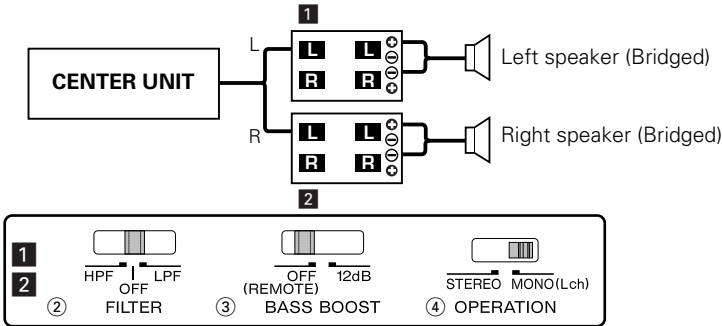 1
L
L L ⊕ ⊖
R R ⊖ ⊕
CENTER UNIT
Left speaker (Bridged)
R
L L ⊕ ⊖
R R ⊖ ⊕
Right speaker (Bridged)
2
1
2
HPF OFF LPF
② FILTER
OFF (REMOTE) 12dB
③ BASS BOOST
STEREO MONO(Lch)
④ OPERATION